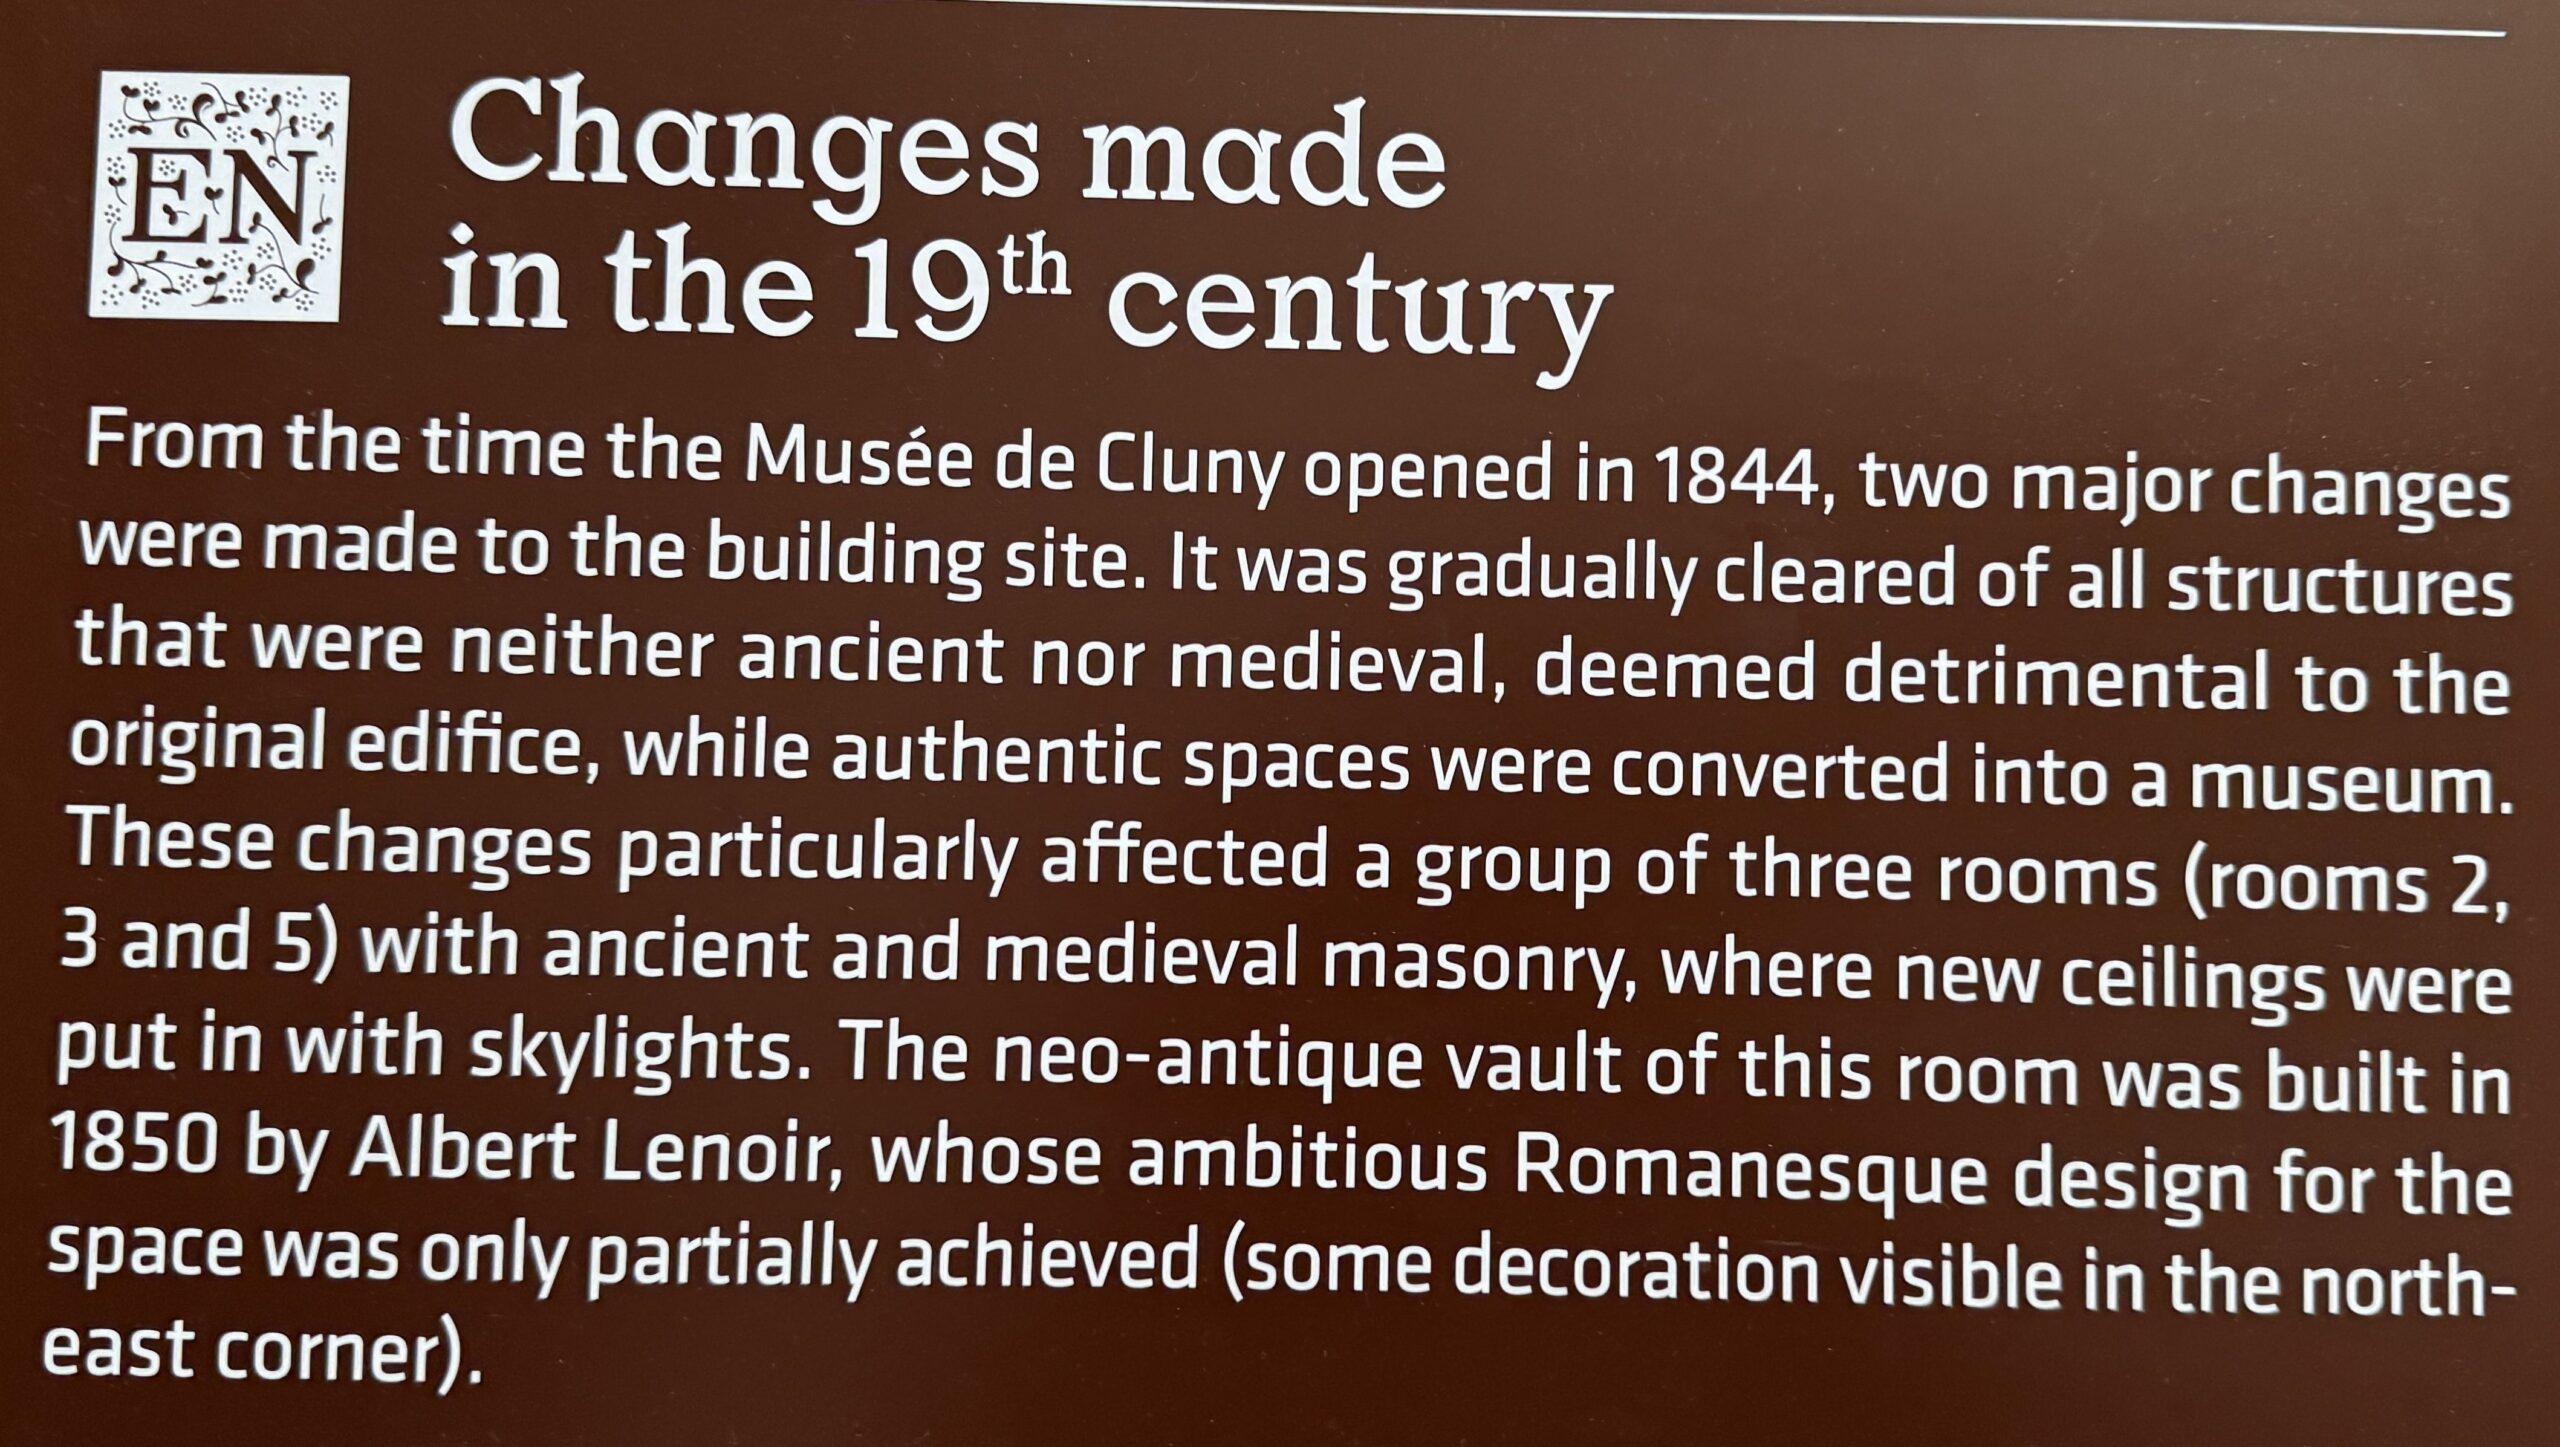 EN
Changes made
in the 19th century
From the time the Musée de Cluny opened in 1844, two major changes
were made to the building site. It was gradually cleared of all structures
that were neither ancient nor medieval, deemed detrimental to the
original edifice, while authentic spaces were converted into a museum.
These changes particularly affected a group of three rooms (rooms 2,
3 and 5) with ancient and medieval masonry, where new ceilings were
put in with skylights. The neo-antique vault of this room was built in
1850 by Albert Lenoir, whose ambitious Romanesque design for the
space was only partially achieved (some decoration visible in the north-
east corner).